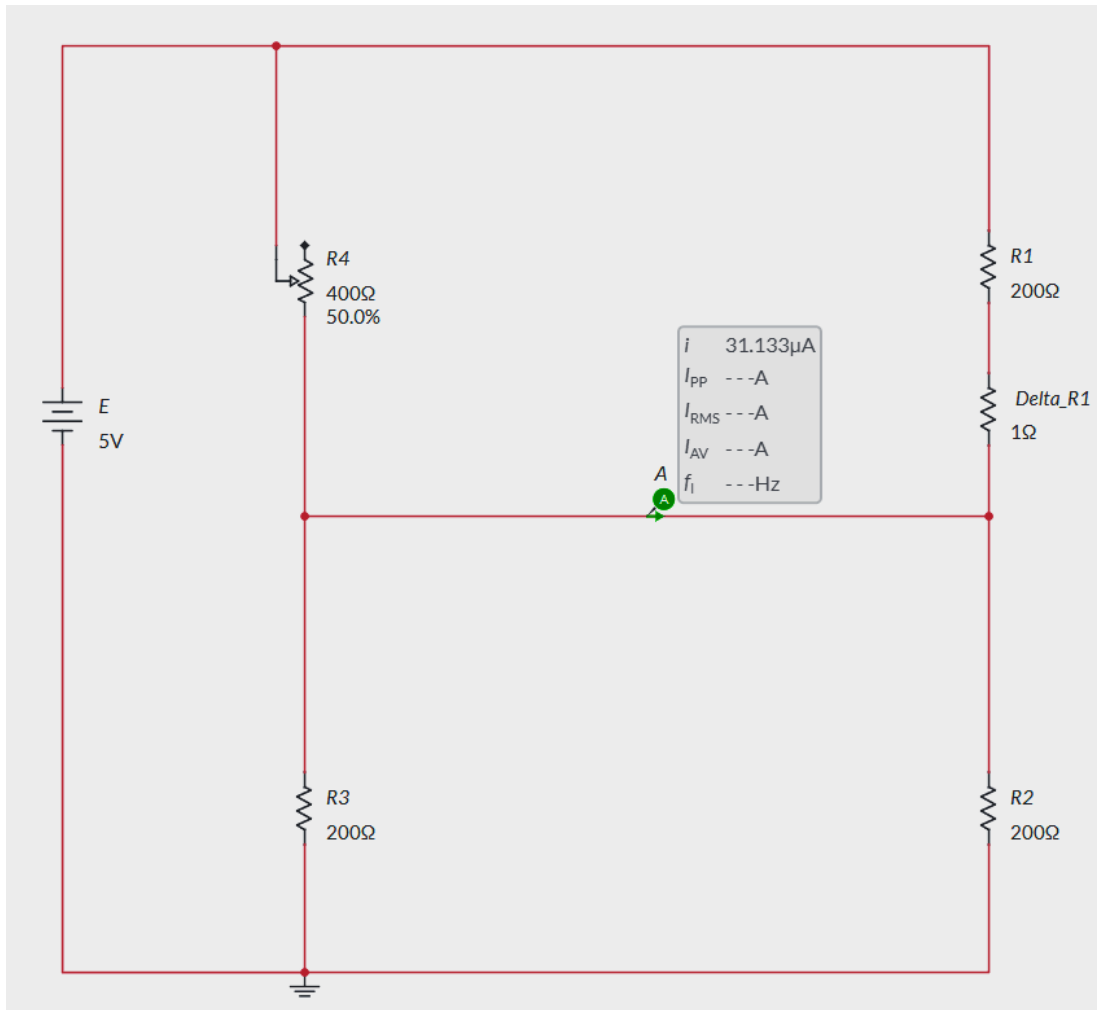 R4
400Ω
50.0%
R1
200Ω
i 31.133µA
IPP - - -A
IRMS - - -A
IAV - - -A
fI - - -Hz
Delta_R1
1Ω
E
5V
A
A
R3
200Ω
R2
200Ω